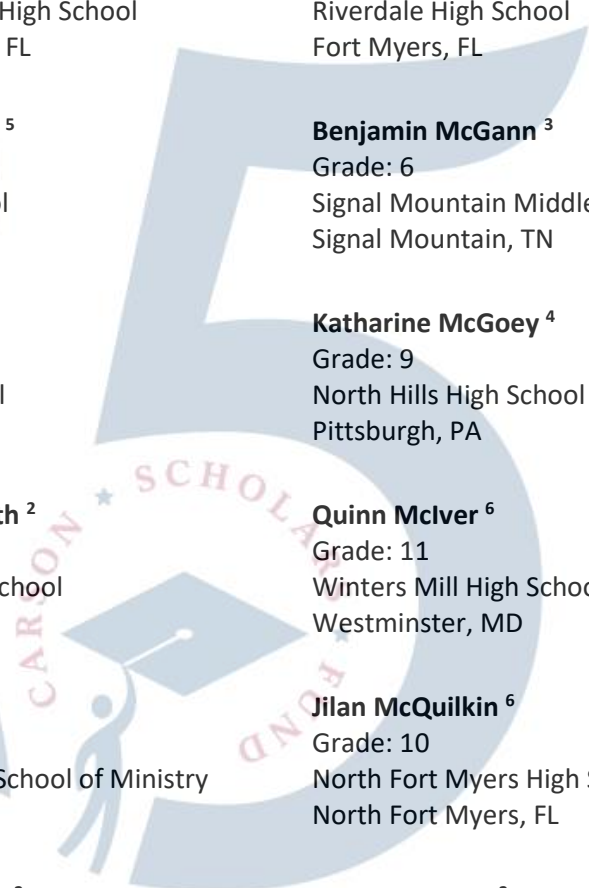 High School
FL
5
l
l
th 2
School
School of Ministry
Riverdale High School
Fort Myers, FL
Benjamin McGann 3
Grade: 6
Signal Mountain Middle
Signal Mountain, TN
Katharine McGoey 4
Grade: 9
North Hills High School
Pittsburgh, PA
Quinn McIver 6
Grade: 11
Winters Mill High Schoo
Westminster, MD
Jilan McQuilkin 6
Grade: 10
North Fort Myers High S
North Fort Myers, FL
CARSON * SCHOLARS * FUND